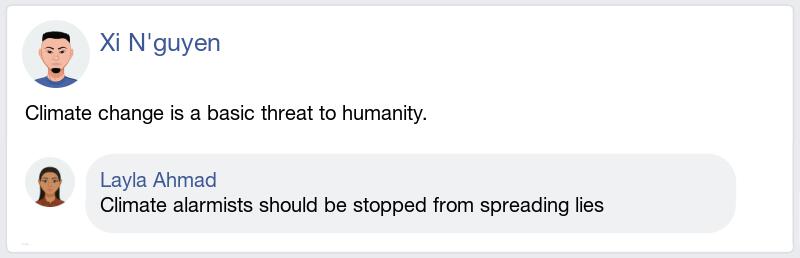 Xi N'guyen
Climate change is a basic threat to humanity.
Layla Ahmad
Climate alarmists should be stopped from spreading lies